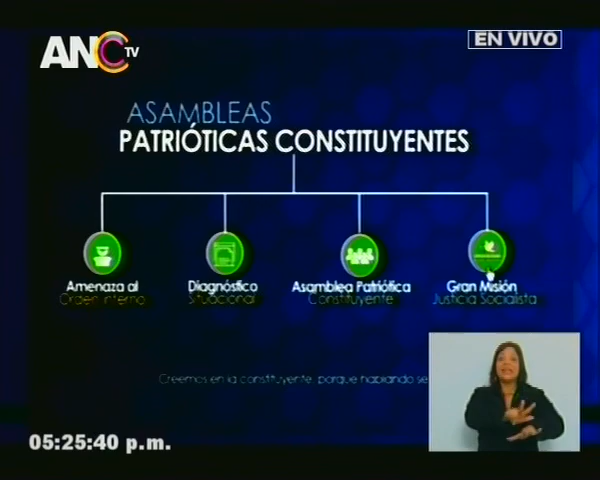 ANC TV
EN VIVO
ASAMBLEAS
PATRIÓTICAS CONSTITUYENTES
Amenaza al
Orden interno
Diagnóstico
Situacional
Asamblea Patriótica
Constituyente
Gran Misión
Justicia Socialista
Creemos en la constituyente, porque hablando se
05:25:40 p.m.